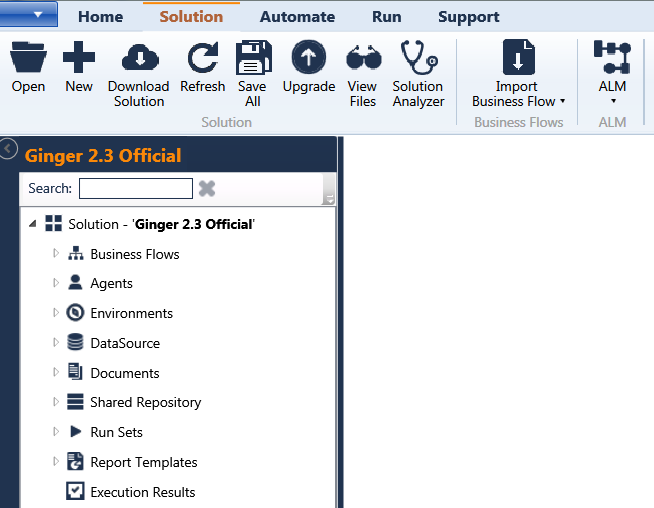 Home Solution Automate Run Support
Open New Download Refresh Save Upgrade View Solution Import ALM
Solution All Files Analyzer Business Flow
Solution Business Flows ALM
Ginger 2.3 Official
Search:
Solution - 'Ginger 2.3 Official'
Business Flows
Agents
Environments
DataSource
Documents
Shared Repository
Run Sets
Report Templates
Execution Results